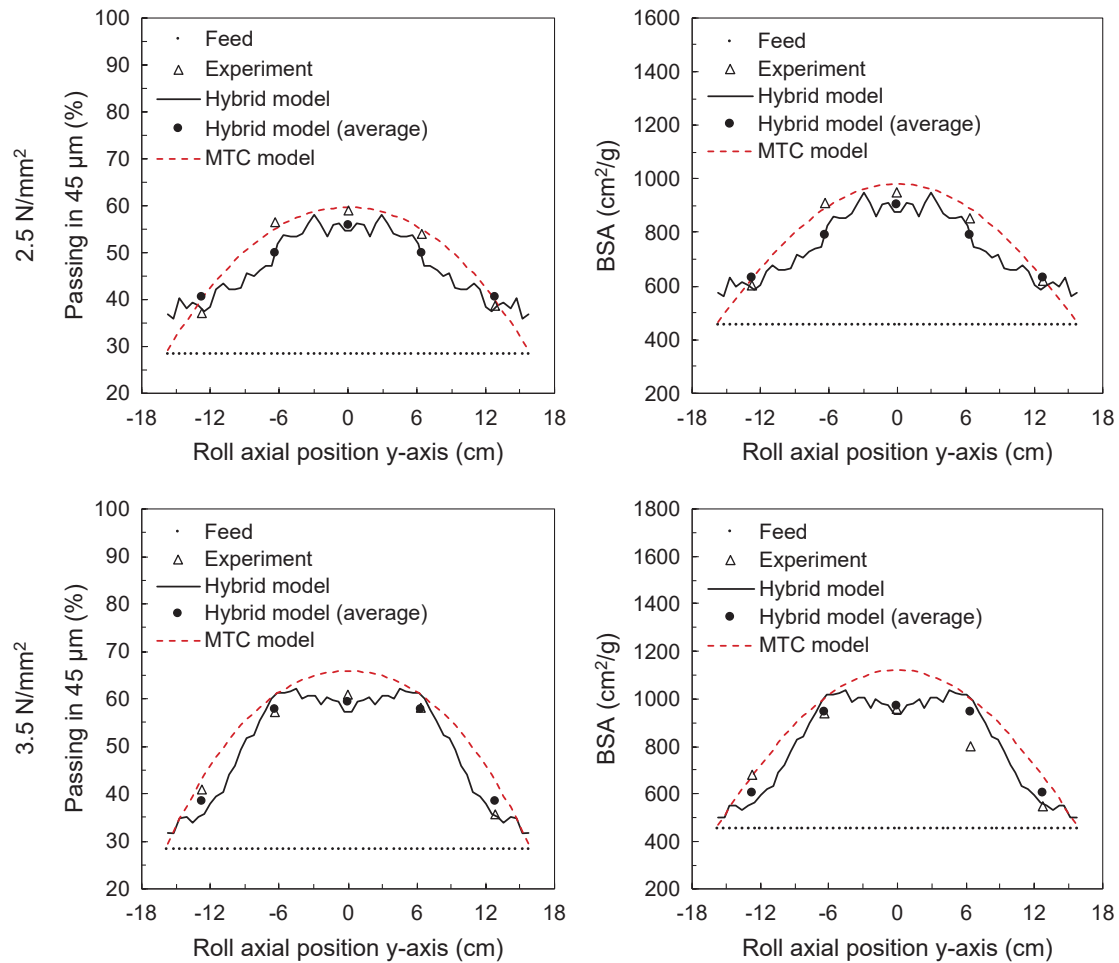 2.5 N/mm²
Passing in 45 µm (%)
100
90
80
70
60
50
40
30
20
Feed
Experiment
Hybrid model
Hybrid model (average)
MTC model
-18 -12 -6 0 6 12 18
Roll axial position y-axis (cm)
BSA (cm²/g)
1600
1400
1200
1000
800
600
400
200
Feed
Experiment
Hybrid model
Hybrid model (average)
MTC model
-18 -12 -6 0 6 12 18
Roll axial position y-axis (cm)
3.5 N/mm²
Passing in 45 µm (%)
100
90
80
70
60
50
40
30
20
Feed
Experiment
Hybrid model
Hybrid model (average)
MTC model
-18 -12 -6 0 6 12 18
Roll axial position y-axis (cm)
BSA (cm²/g)
1800
1600
1400
1200
1000
800
600
400
200
Feed
Experiment
Hybrid model
Hybrid model (average)
MTC model
-18 -12 -6 0 6 12 18
Roll axial position y-axis (cm)